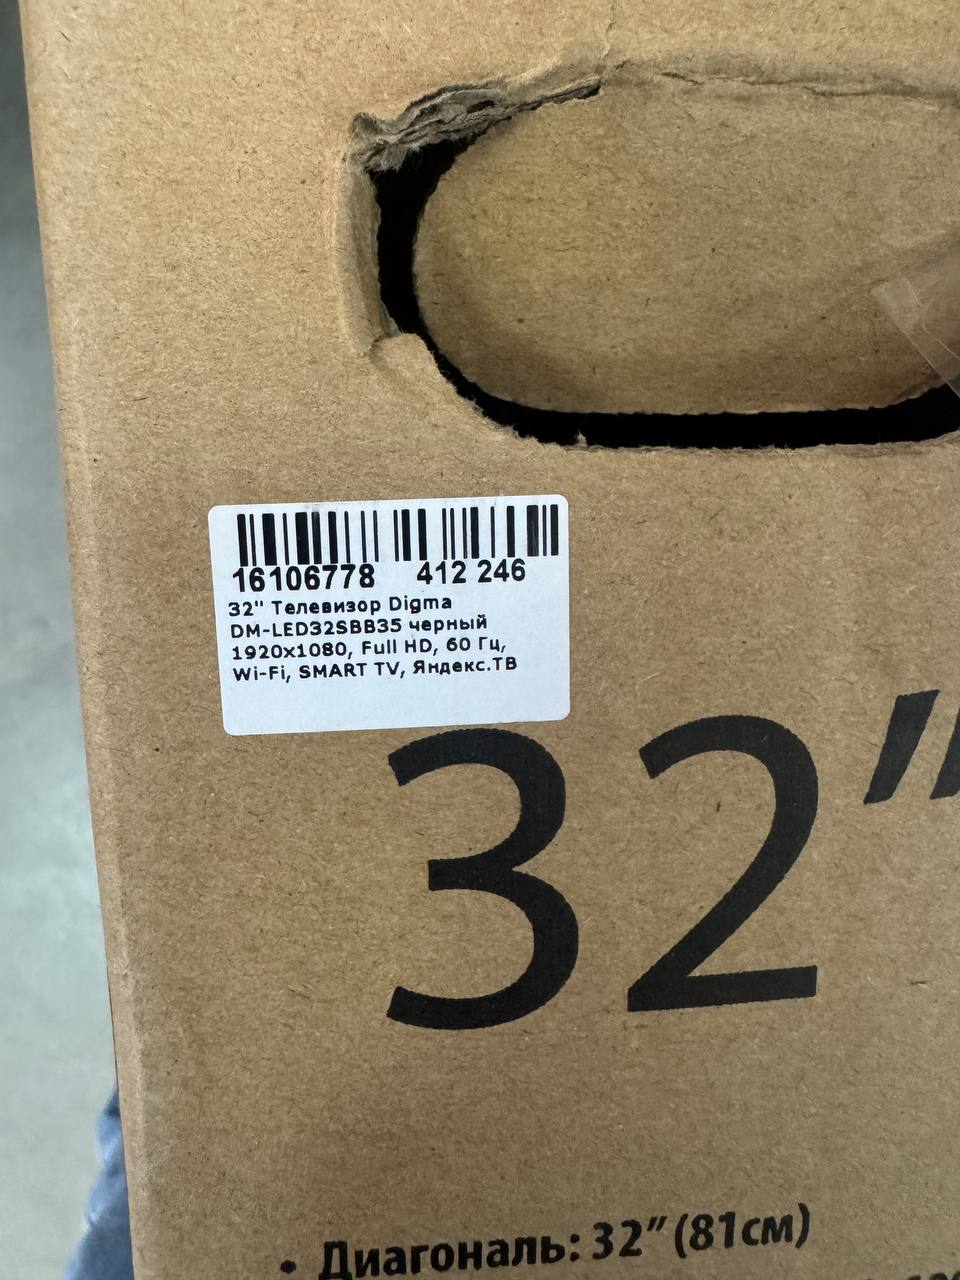 16106778 412 246
32" Телевизор Digma
DM-LED32SBB35 черный
1920x1080, Full HD, 60 Гц,
Wi-Fi, SMART TV, Яндекс.ТВ
32"
• Диагональ: 32" (81см)